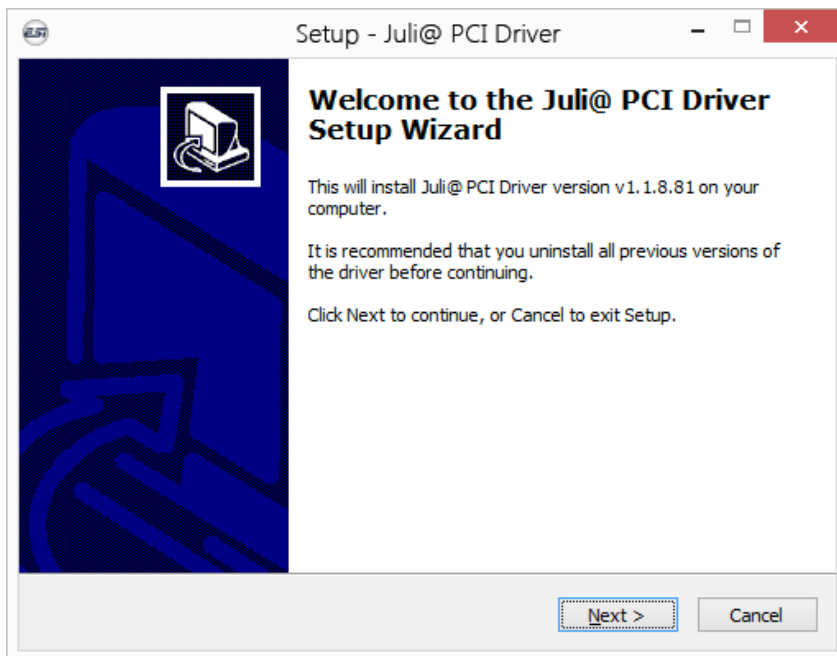 ESI
Setup - Juli@ PCI Driver
Welcome to the Juli@ PCI Driver
Setup Wizard
This will install Juli@ PCI Driver version v1.1.8.81 on your
computer.
It is recommended that you uninstall all previous versions of
the driver before continuing.
Click Next to continue, or Cancel to exit Setup.
Next >
Cancel